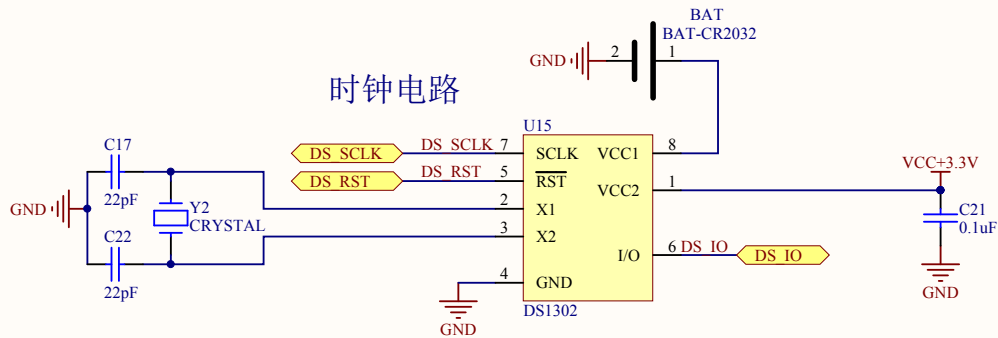 BAT
BAT-CR2032
GND
2
1
时钟电路
U15
C17
DS_SCLK
DS_SCLK
7
SCLK
VCC1
8
VCC+3.3V
DS_RST
DS_RST
5
RST
VCC2
1
22pF
GND
Y2
CRYSTAL
2
X1
C21
0.1uF
C22
3
X2
I/O
6
DS_IO
DS_IO
22pF
4
GND
GND
DS1302
GND